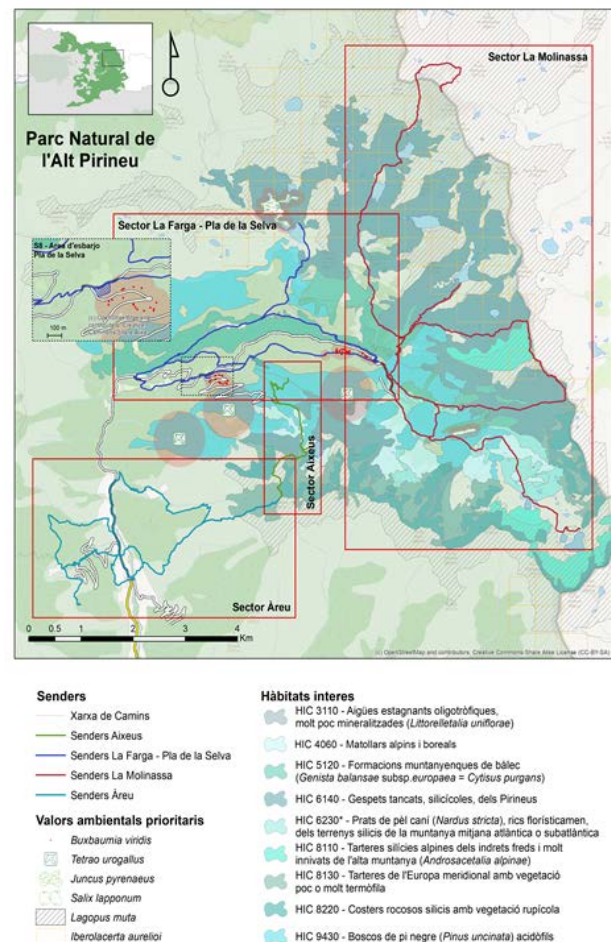 Parc Natural de
l'Alt Pirineu
Sector La Molinassa
Sector La Farga - Pla de la Selva
S8 - Àrea d'esbarjo
Pla de la Selva
100 m
Sector Aixeus
Sector Àreu
0 0.5 1 2 3 4
Km
(c) OpenStreetMap and contributors, Creative Commons Share Alike License (CC-BY-SA)
Senders
Xarxa de Camins
Senders Aixeus
Senders La Farga - Pla de la Selva
Senders La Molinassa
Senders Àreu
Valors ambientals prioritaris
Buxbaumia viridis
Tetrao urogallus
Juncus pyrenaeus
Salix lapponum
Lagopus muta
Iberolacerta aurelioi
Hàbitats interes
HIC 3110 - Aigües estagnants oligotròfiques,
molt poc mineralitzades (Littorelletalia uniflorae)
HIC 4060 - Matollars alpins i boreals
HIC 5120 - Formacions muntanyenques de bàlec
(Genista balansae subsp.europaea = Cytisus purgans)
HIC 6140 - Gespets tancats, silicícoles, dels Pirineus
HIC 6230* - Prats de pèl caní (Nardus stricta), rics florísticamen,
dels terrenys silicis de la muntanya mitjana atlàntica o subatlàntica
HIC 8110 - Tarteres silícies alpines dels indrets freds i molt
innivats de l'alta muntanya (Androsacetalia alpinae)
HIC 8130 - Tarteres de l'Europa meridional amb vegetació
poc o molt termòfila
HIC 8220 - Costers rocosos silicis amb vegetació rupícola
HIC 9430 - Boscos de pi negre (Pinus uncinata) acidòfils